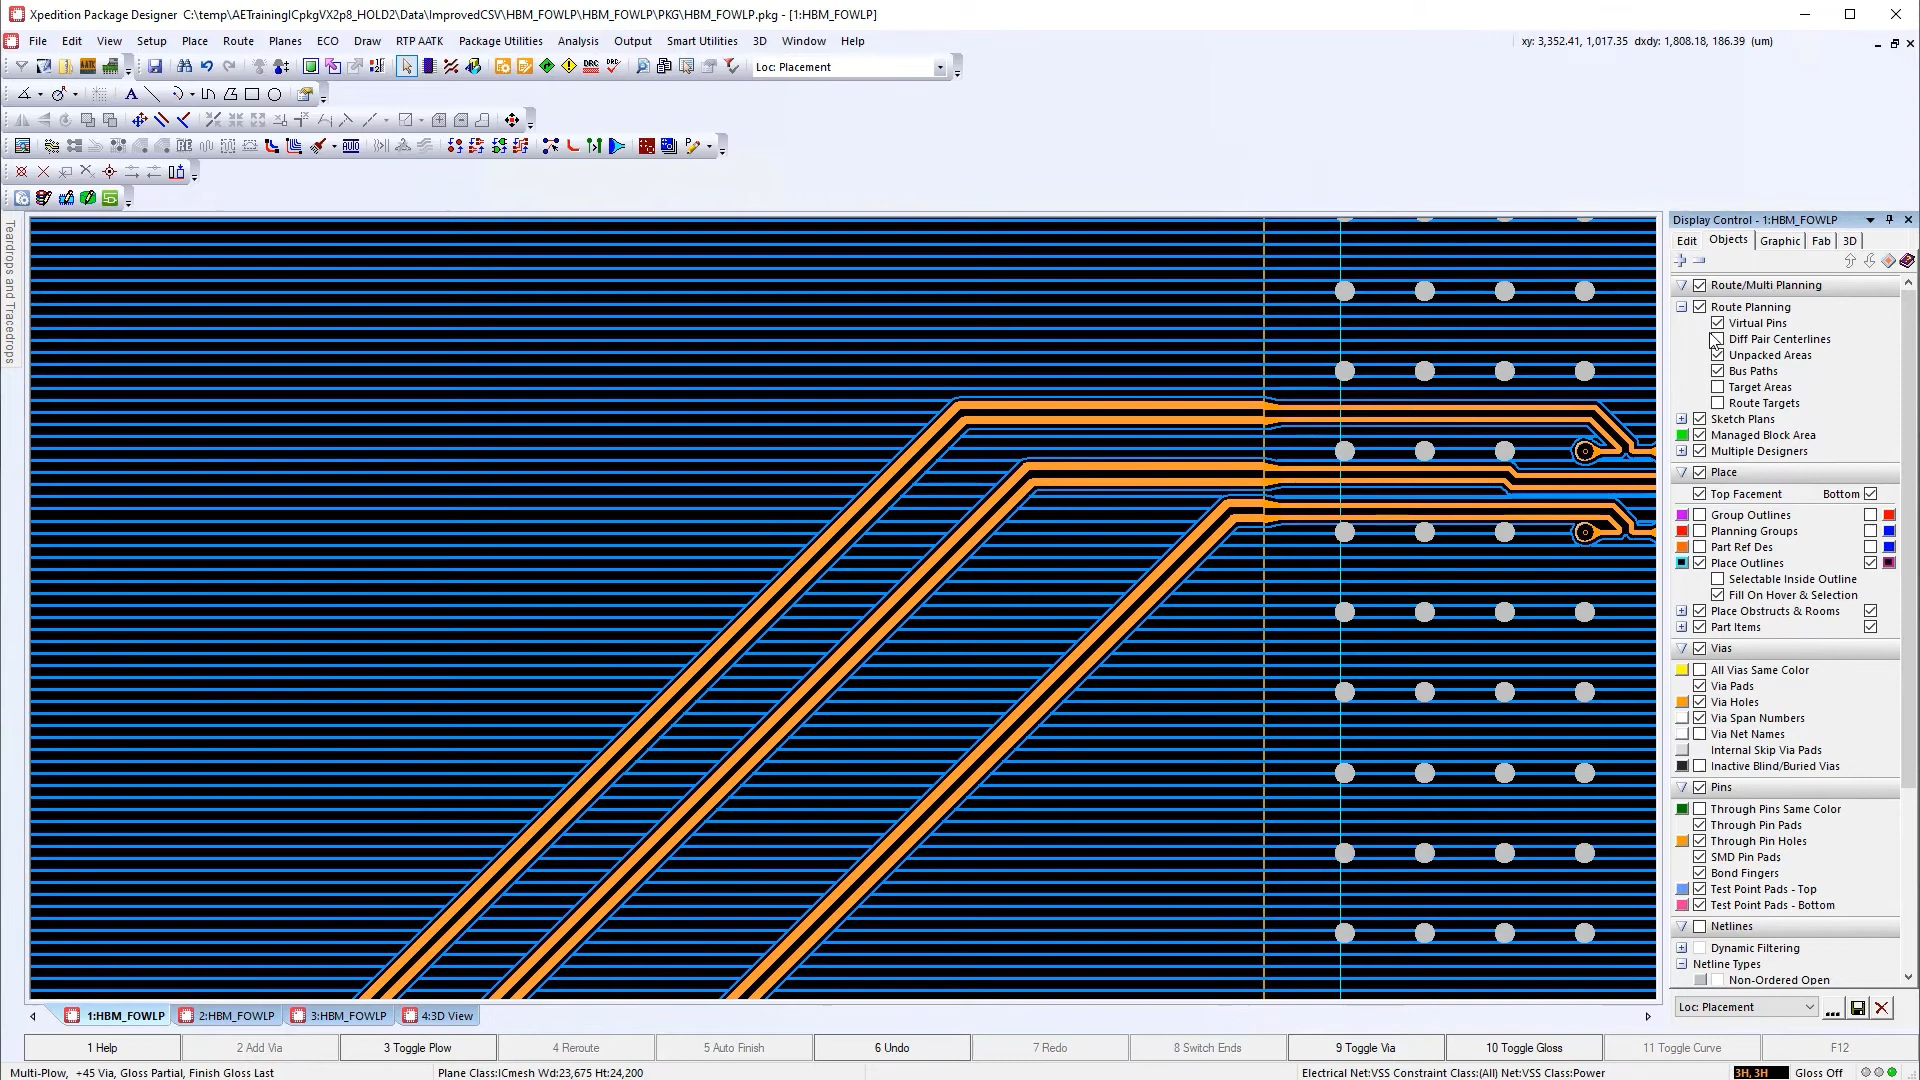 Xpedition Package Designer C:\temp\AETrainingICpkgVX2p8_HOLD2\Data\ImprovedCSV\HBM_FOWLP\HBM_FOWLP\PKG\HBM_FOWLP.pkg - [1:HBM_FOWLP]
File Edit View Setup Place Route Planes ECO Draw RTP AATK Package Utilities Analysis Output Smart Utilities 3D Window Help
xy: 3,352.41, 1,017.35 dxdy: 1,808.18, 186.39 (um)
Loc: Placement
Teardrops and Tracedrops
Display Control - 1:HBM_FOWLP
Edit Objects Graphic Fab 3D
Route/Multi Planning
Route Planning
Virtual Pins
Diff Pair Centerlines
Unpacked Areas
Bus Paths
Target Areas
Route Targets
Sketch Plans
Managed Block Area
Multiple Designers
Place
Top Facement Bottom
Group Outlines
Planning Groups
Part Ref Des
Place Outlines
Selectable Inside Outline
Fill On Hover & Selection
Place Obstructs & Rooms
Part Items
Vias
All Vias Same Color
Via Pads
Via Holes
Via Span Numbers
Via Net Names
Internal Skip Via Pads
Inactive Blind/Buried Vias
Pins
Through Pins Same Color
Through Pin Pads
Through Pin Holes
SMD Pin Pads
Bond Fingers
Test Point Pads - Top
Test Point Pads - Bottom
Netlines
Dynamic Filtering
Netline Types
Non-Ordered Open
Loc: Placement ...
1:HBM_FOWLP 2:HBM_FOWLP 3:HBM_FOWLP 4:3D View
1 Help 2 Add Via 3 Toggle Plow 4 Reroute 5 Auto Finish 6 Undo 7 Redo 8 Switch Ends 9 Toggle Via 10 Toggle Gloss 11 Toggle Curve F12
Multi-Plow, +45 Via, Gloss Partial, Finish Gloss Last Plane Class:ICmesh Wd:23,675 Ht:24,200 Electrical Net:VSS Constraint Class:(All) Net:VSS Class:Power 3H, 3H Gloss Off